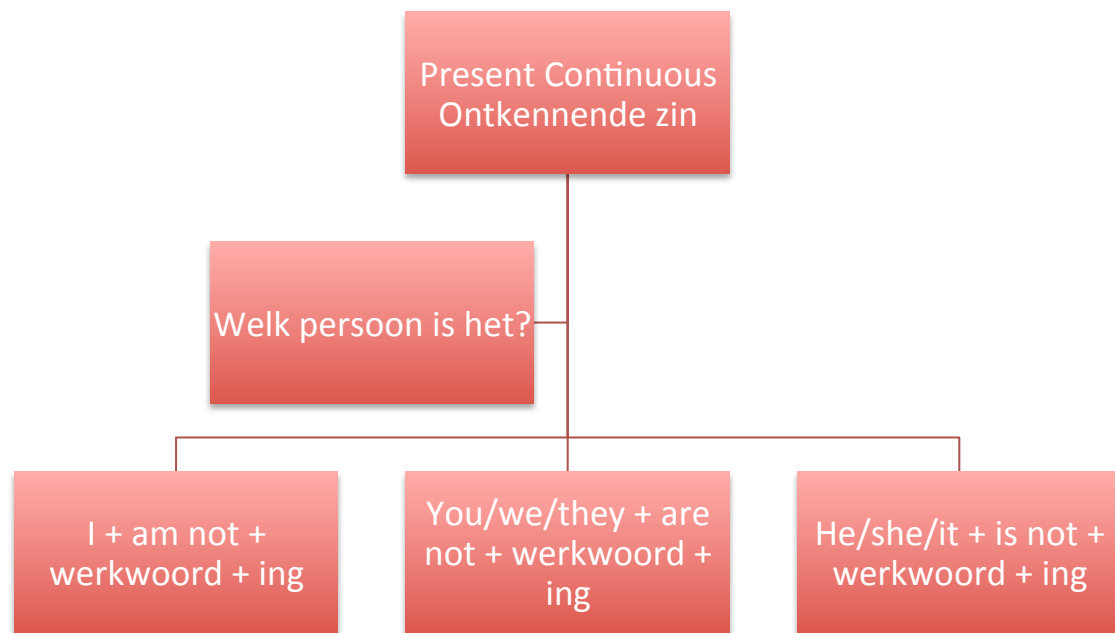 Present Continuous
Ontkennende zin
Welk persoon is het?
I + am not +
werkwoord + ing
You/we/they + are
not + werkwoord +
ing
He/she/it + is not +
werkwoord + ing